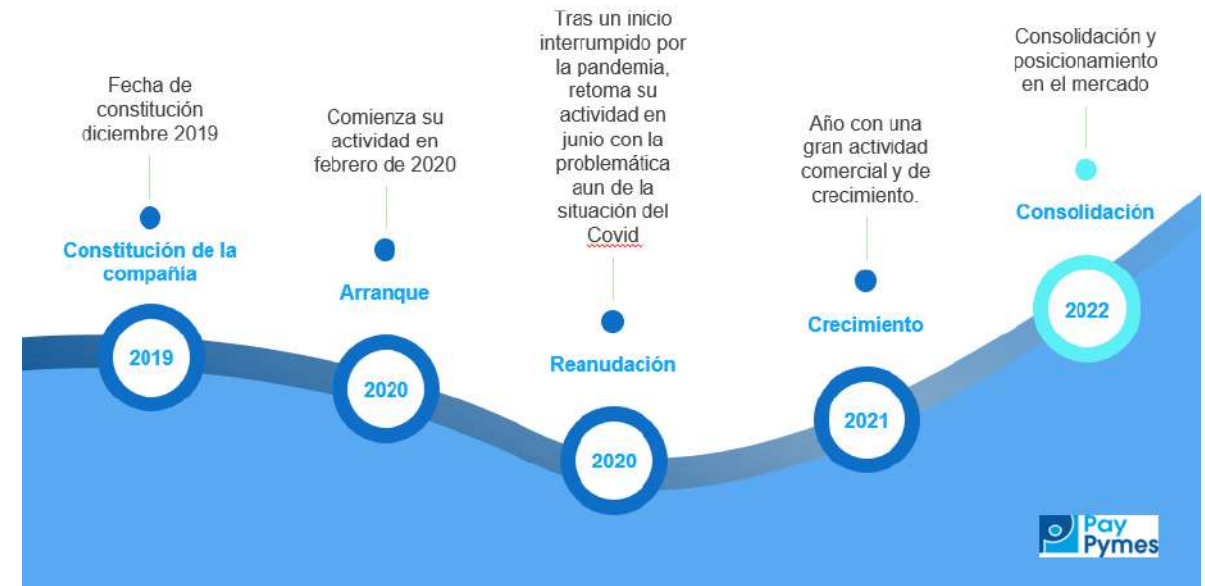 Fecha de
constitución
diciembre 2019
Constitución de la
compañía
2019
Comienza su
actividad en
febrero de 2020
Arranque
2020
Tras un inicio
interrumpido por
la pandemia,
retoma su
actividad en
junio con la
problemática
aun de la
situación del
Covid
Reanudación
2020
Año con una
gran actividad
comercial y de
crecimiento.
Crecimiento
2021
Consolidación y
posicionamiento
en el mercado
Consolidación
2022
Pay
Pymes